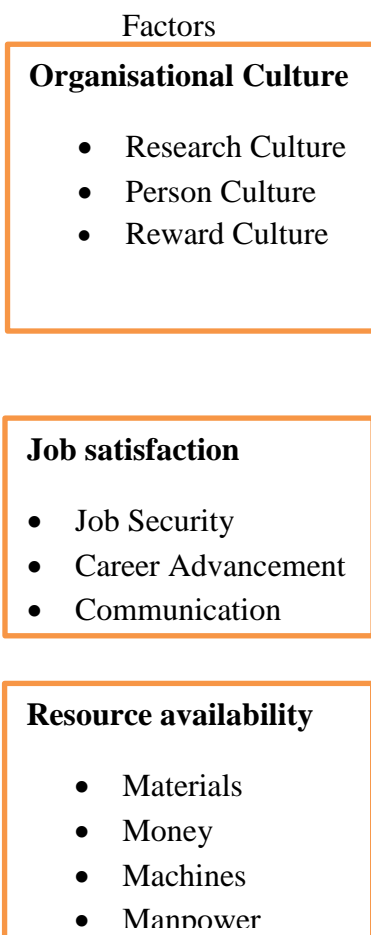 Factors
Organisational Culture
• Research Culture
• Person Culture
• Reward Culture
Job satisfaction
• Job Security
• Career Advancement
• Communication
Resource availability
• Materials
• Money
• Machines
• Manpower